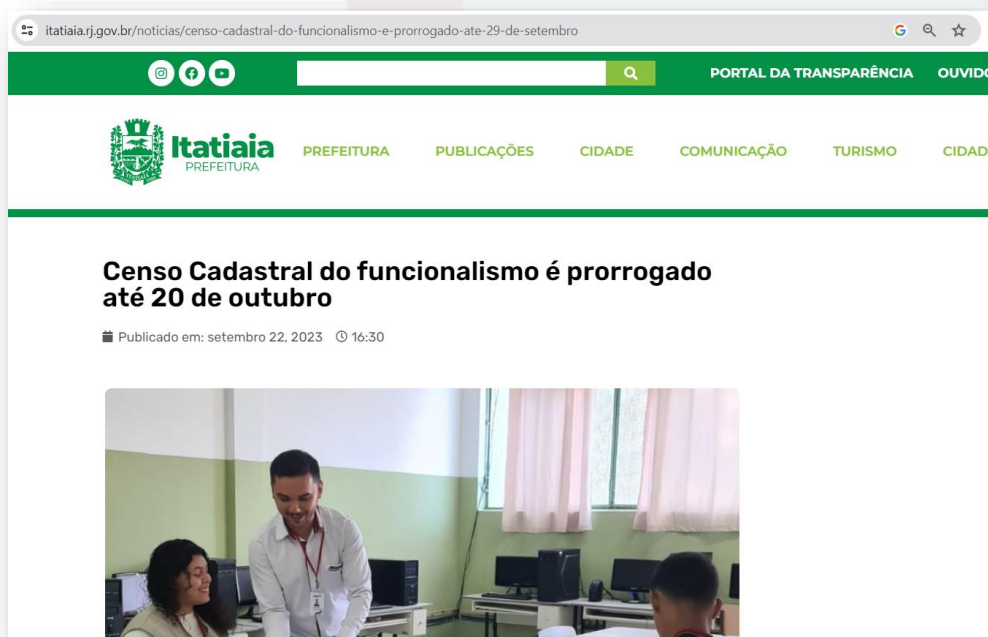 itatiaia.rj.gov.br/noticias/censo-cadastral-do-funcionalismo-e-prorrogado-ate-29-de-setembro
PORTAL DA TRANSPARÊNCIA OUVIDO
Itatiaia
PREFEITURA
PREFEITURA PUBLICAÇÕES CIDADE COMUNICAÇÃO TURISMO CIDAD
Censo Cadastral do funcionalismo é prorrogado
até 20 de outubro
Publicado em: setembro 22, 2023 16:30